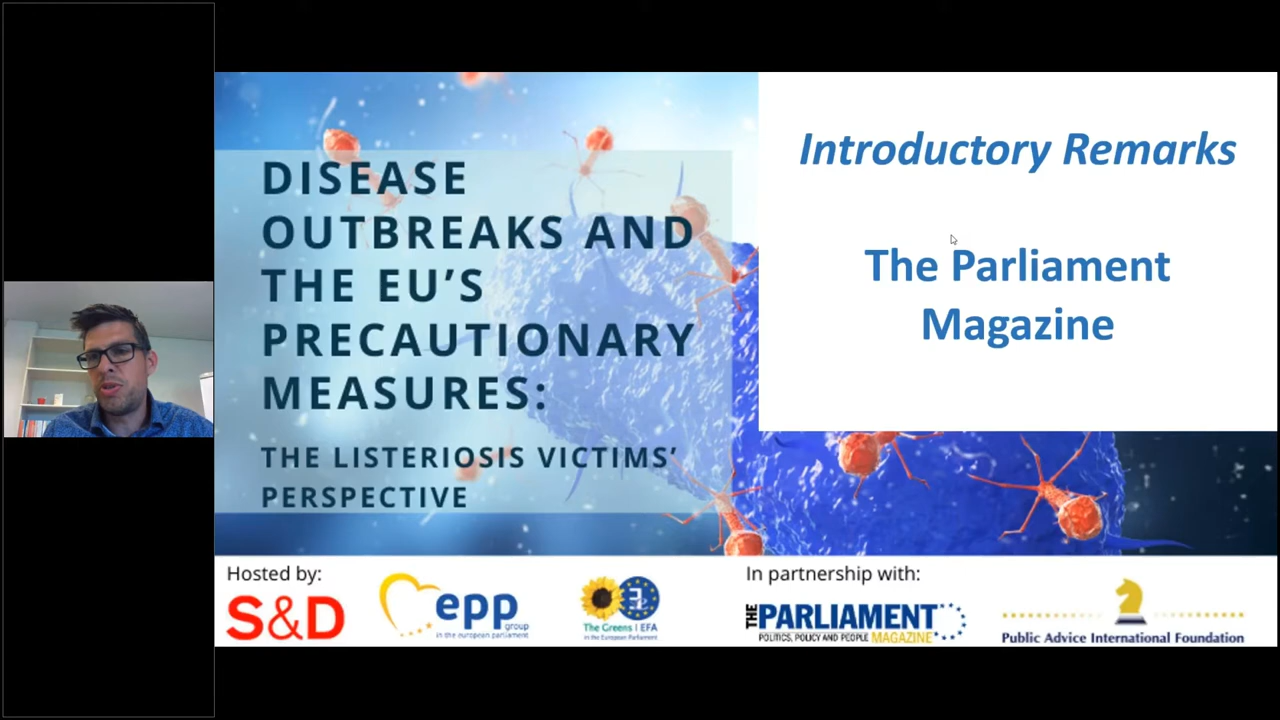 DISEASE
OUTBREAKS AND
THE EU'S
PRECAUTIONARY
MEASURES:
THE LISTERIOSIS VICTIMS'
PERSPECTIVE
Introductory Remarks
The Parliament
Magazine
Hosted by:
S&D
epp
group
in the european parliament
The Greens | EFA
in the European Parliament
In partnership with:
THE PARLIAMENT
POLITICS, POLICY AND PEOPLE MAGAZINE
Public Advice International Foundation